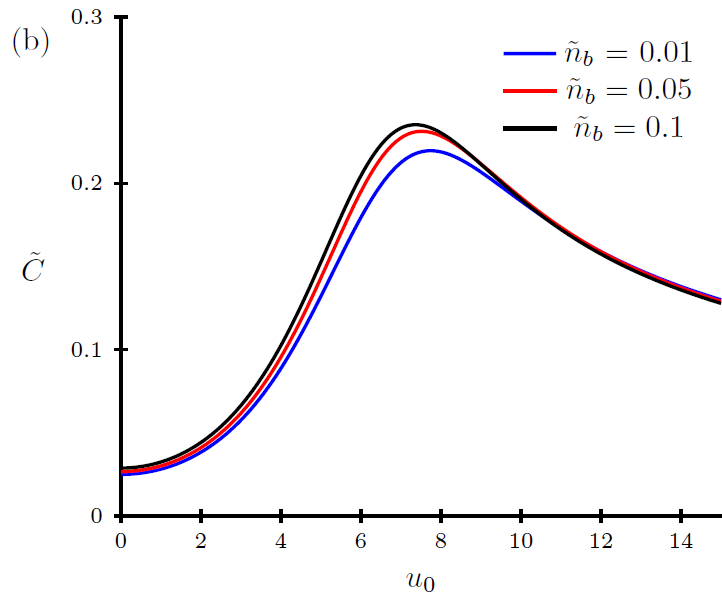 (b)
0.3
ñ_b = 0.01
ñ_b = 0.05
ñ_b = 0.1
0.2
C̃
0.1
0
0 2 4 6 8 10 12 14
u₀